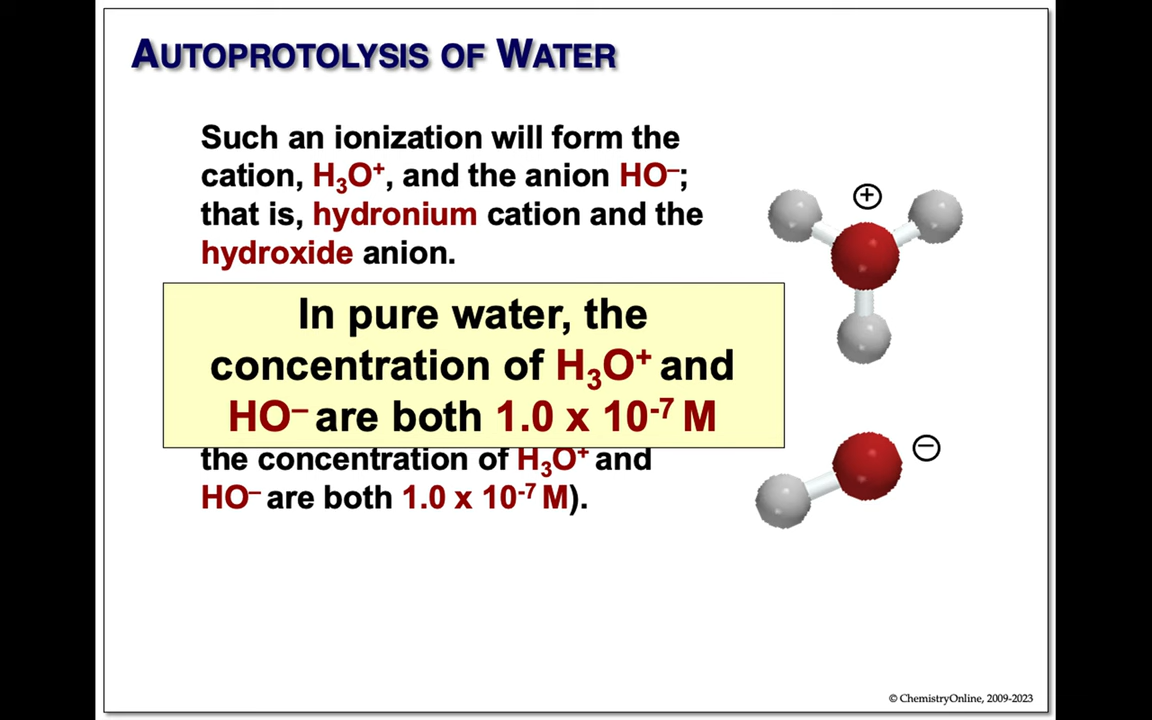 AUTOPROTOLYSIS OF WATER
Such an ionization will form the
cation, H₃O⁺, and the anion HO⁻;
that is, hydronium cation and the
hydroxide anion.
In pure water, the
concentration of H₃O⁺ and
HO⁻ are both 1.0 x 10⁻⁷ M
the concentration of H₃O⁺ and
HO⁻ are both 1.0 x 10⁻⁷ M).
+
−
© ChemistryOnline, 2009-2023